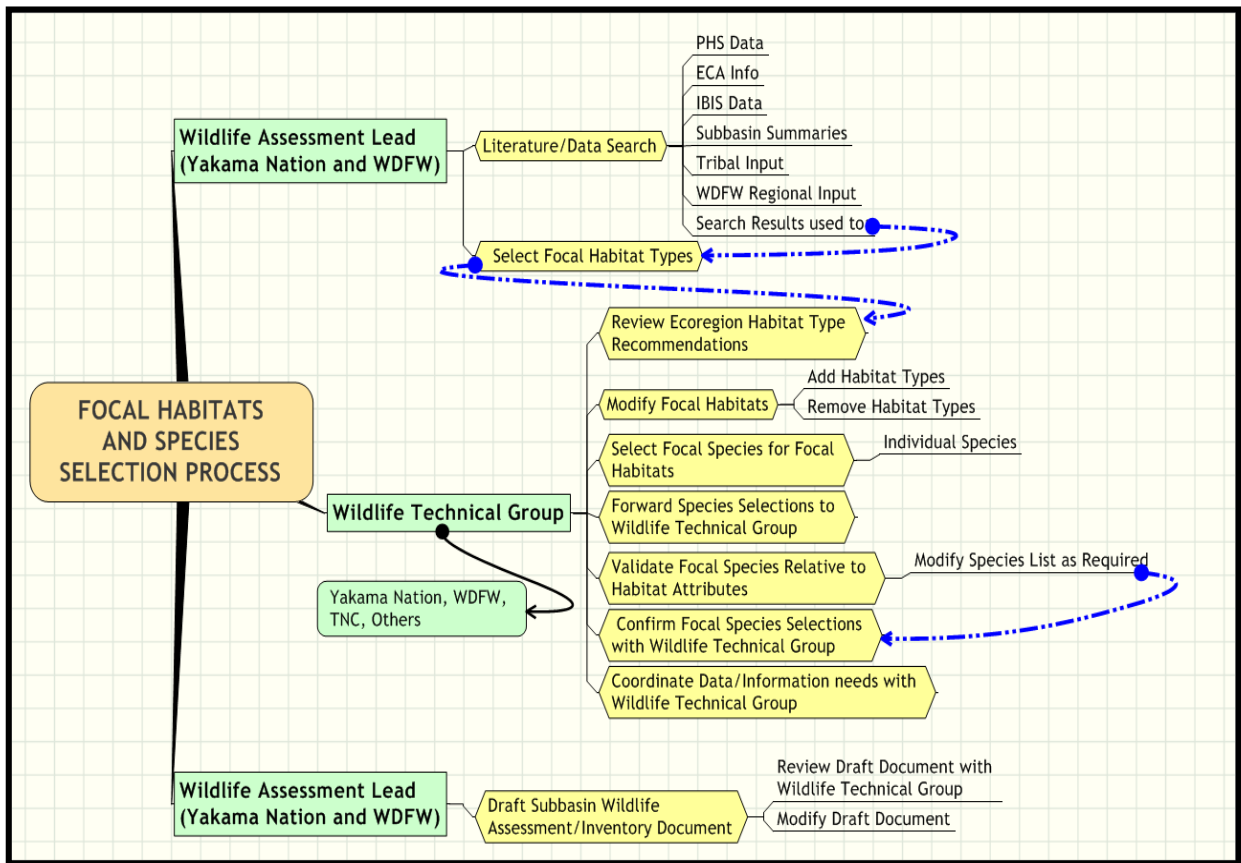 PHS Data
ECA Info
IBIS Data
Subbasin Summaries
Tribal Input
WDFW Regional Input
Search Results used to
Wildlife Assessment Lead
(Yakama Nation and WDFW)
Literature/Data Search
Select Focal Habitat Types
FOCAL HABITATS
AND SPECIES
SELECTION PROCESS
Wildlife Technical Group
Yakama Nation, WDFW,
TNC, Others
Review Ecoregion Habitat Type
Recommendations
Modify Focal Habitats
Add Habitat Types
Remove Habitat Types
Select Focal Species for Focal
Habitats
Individual Species
Forward Species Selections to
Wildlife Technical Group
Validate Focal Species Relative to
Habitat Attributes
Modify Species List as Required
Confirm Focal Species Selections
with Wildlife Technical Group
Coordinate Data/Information needs with
Wildlife Technical Group
Wildlife Assessment Lead
(Yakama Nation and WDFW)
Draft Subbasin Wildlife
Assessment/Inventory Document
Review Draft Document with
Wildlife Technical Group
Modify Draft Document